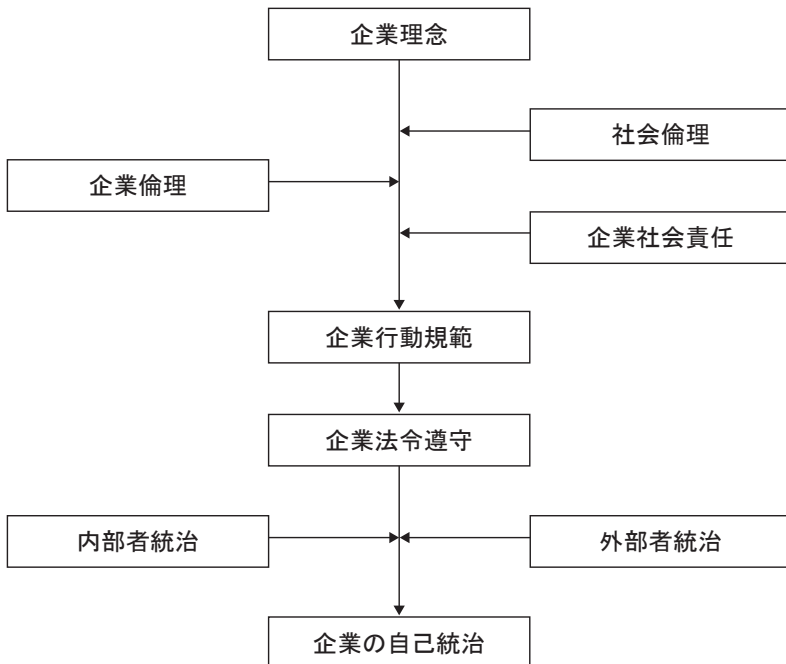 企業理念
社会倫理
企業倫理
企業社会責任
企業行動規範
企業法令遵守
内部者統治
外部者統治
企業の自己統治